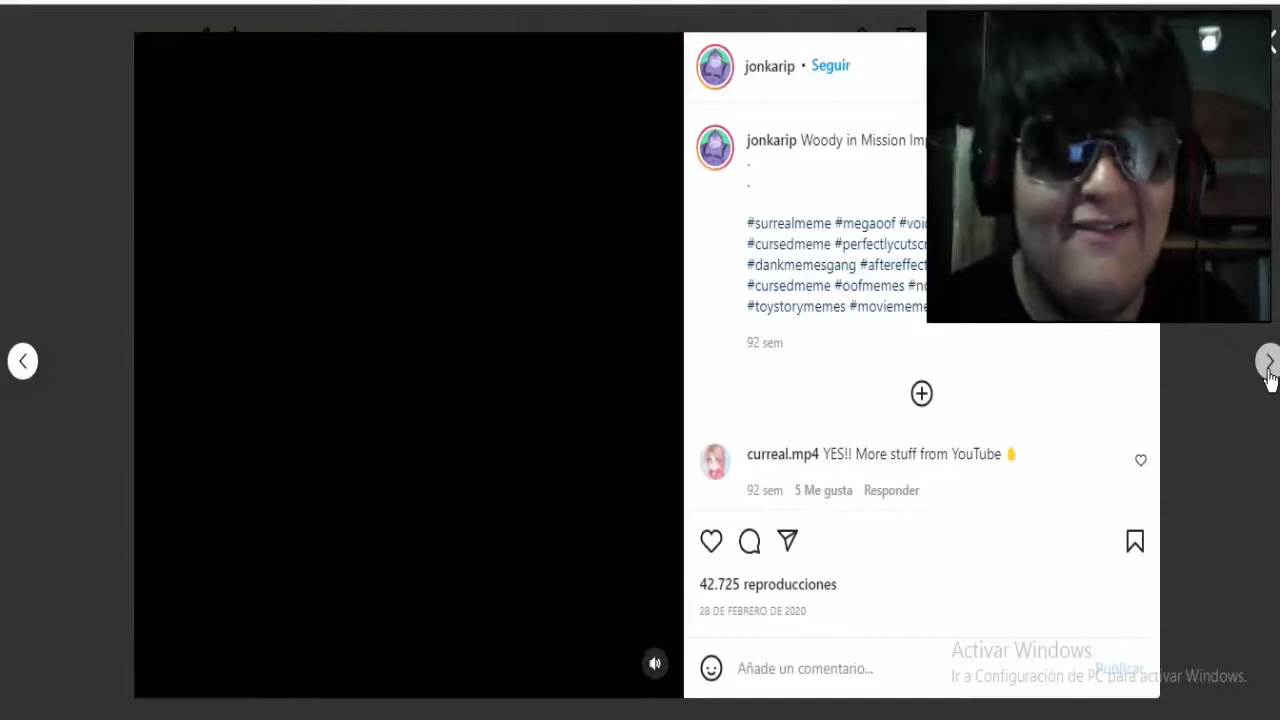 jonkarip • Seguir
jonkarip Woody in Mission
.
.
#surrealmeme #megaoof
#cursedmeme
#dankmemesgang
#cursedmeme #oofmemes
#toystorymemes
92 sem
curreal.mp4 YES!! More stuff from YouTube 🤚
92 sem 5 Me gusta Responder
42.725 reproducciones
28 DE FEBRERO DE 2020
Añade un comentario...
Publicar
Activar Windows
Ir a Configuración de PC para activar Windows.